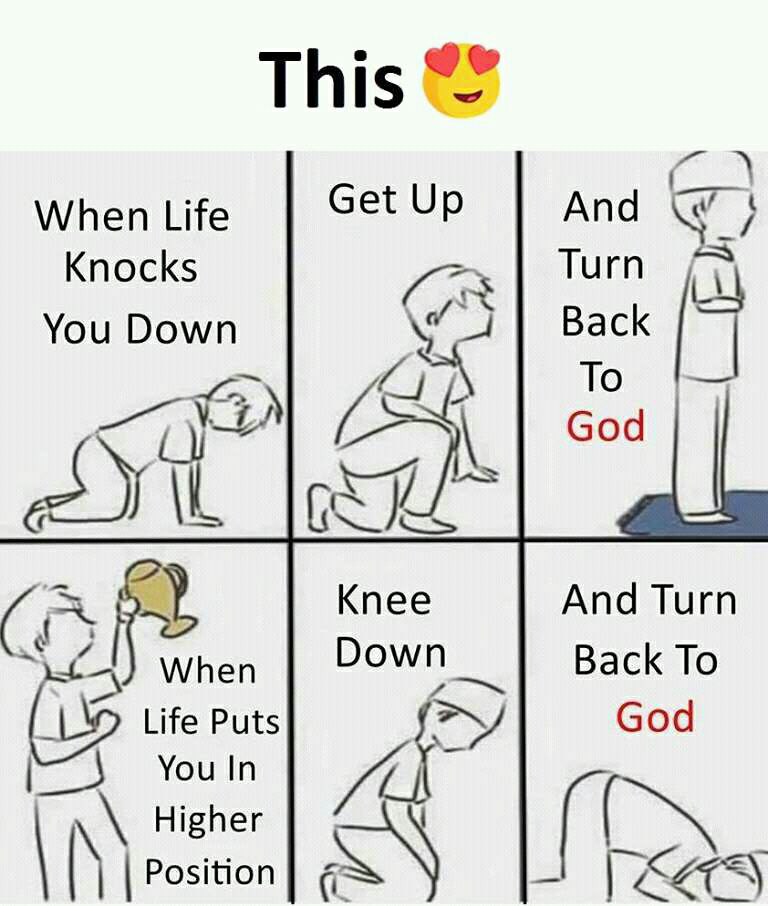 This 😍
When Life
Knocks
You Down
Get Up
And
Turn
Back
To
God
When
Life Puts
You In
Higher
Position
Knee
Down
And Turn
Back To
God